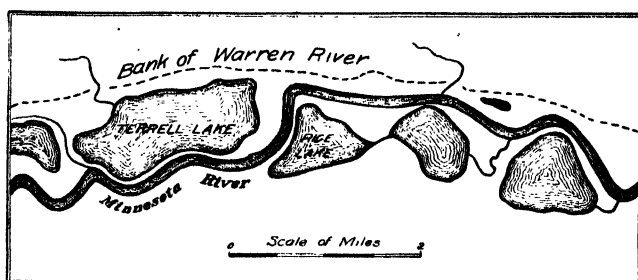 Bank of Warren River
TERRELL LAKE
RICE
LAKE
Minnesota River
Scale of Miles
0 2